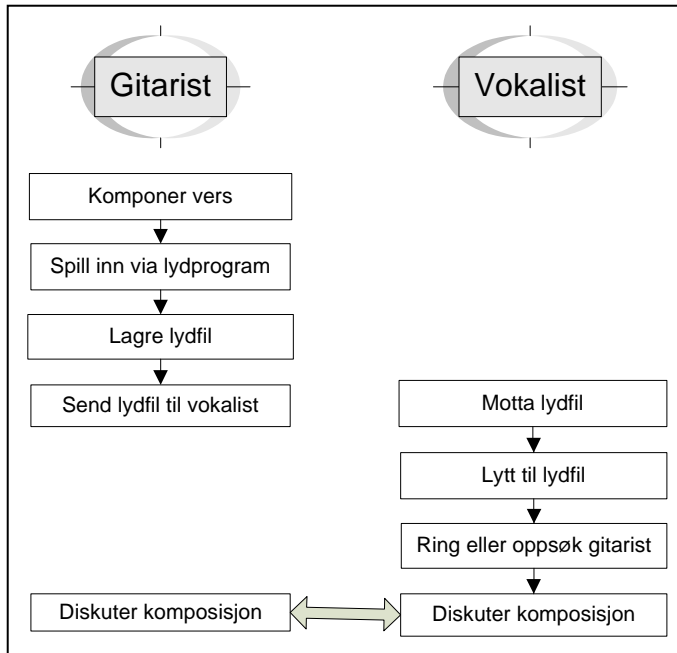 Gitarist
Vokalist
Komponer vers
Spill inn via lydprogram
Lagre lydfil
Send lydfil til vokalist
Motta lydfil
Lytt til lydfil
Ring eller oppsøk gitarist
Diskuter komposisjon
Diskuter komposisjon